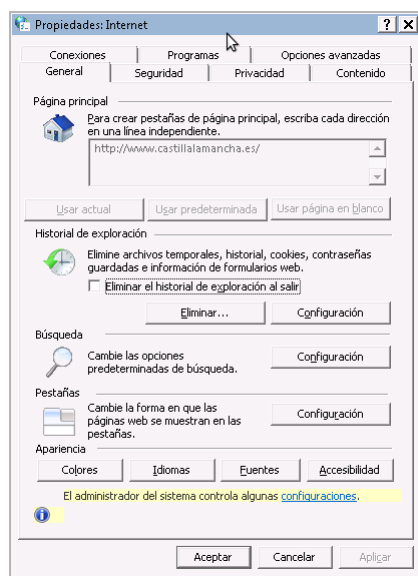 Propiedades: Internet
Conexiones Programas Opciones avanzadas
General Seguridad Privacidad Contenido
Página principal
Para crear pestañas de página principal, escriba cada dirección
en una línea independiente.
http://www.castillalamancha.es/
Usar actual Usar predeterminada Usar página en blanco
Historial de exploración
Elimine archivos temporales, historial, cookies, contraseñas
guardadas e información de formularios web.
Eliminar el historial de exploración al salir
Eliminar... Configuración
Búsqueda
Cambie las opciones
predeterminadas de búsqueda.
Configuración
Pestañas
Cambie la forma en que las
páginas web se muestran en las
pestañas.
Configuración
Apariencia
Colores Idiomas Fuentes Accesibilidad
El administrador del sistema controla algunas configuraciones.
Aceptar Cancelar Aplicar